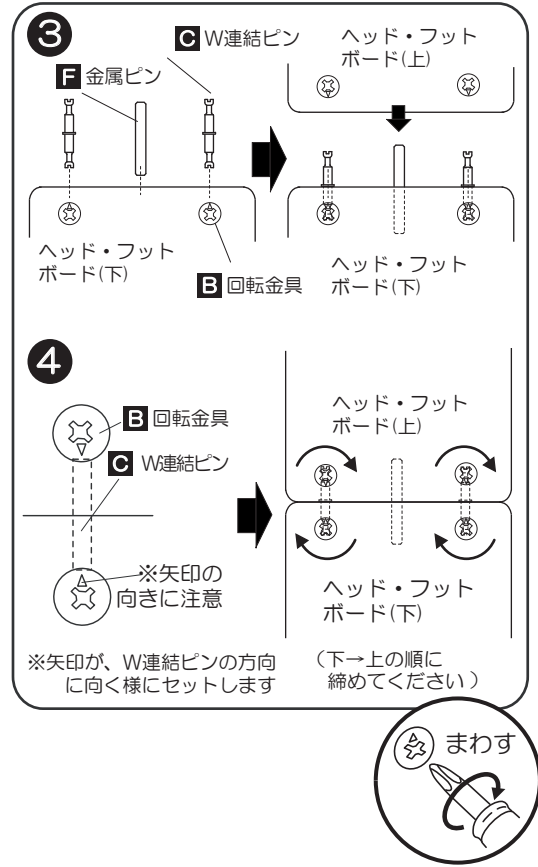 3
C W連結ピン
F 金属ピン
ヘッド・フット
ボード(下)
B 回転金具
ヘッド・フット
ボード(上)
ヘッド・フット
ボード(下)
4
B 回転金具
C W連結ピン
※矢印の
向きに注意
※矢印が、W連結ピンの方向
に向く様にセットします
ヘッド・フット
ボード(上)
ヘッド・フット
ボード(下)
(下→上の順に
締めてください)
まわす